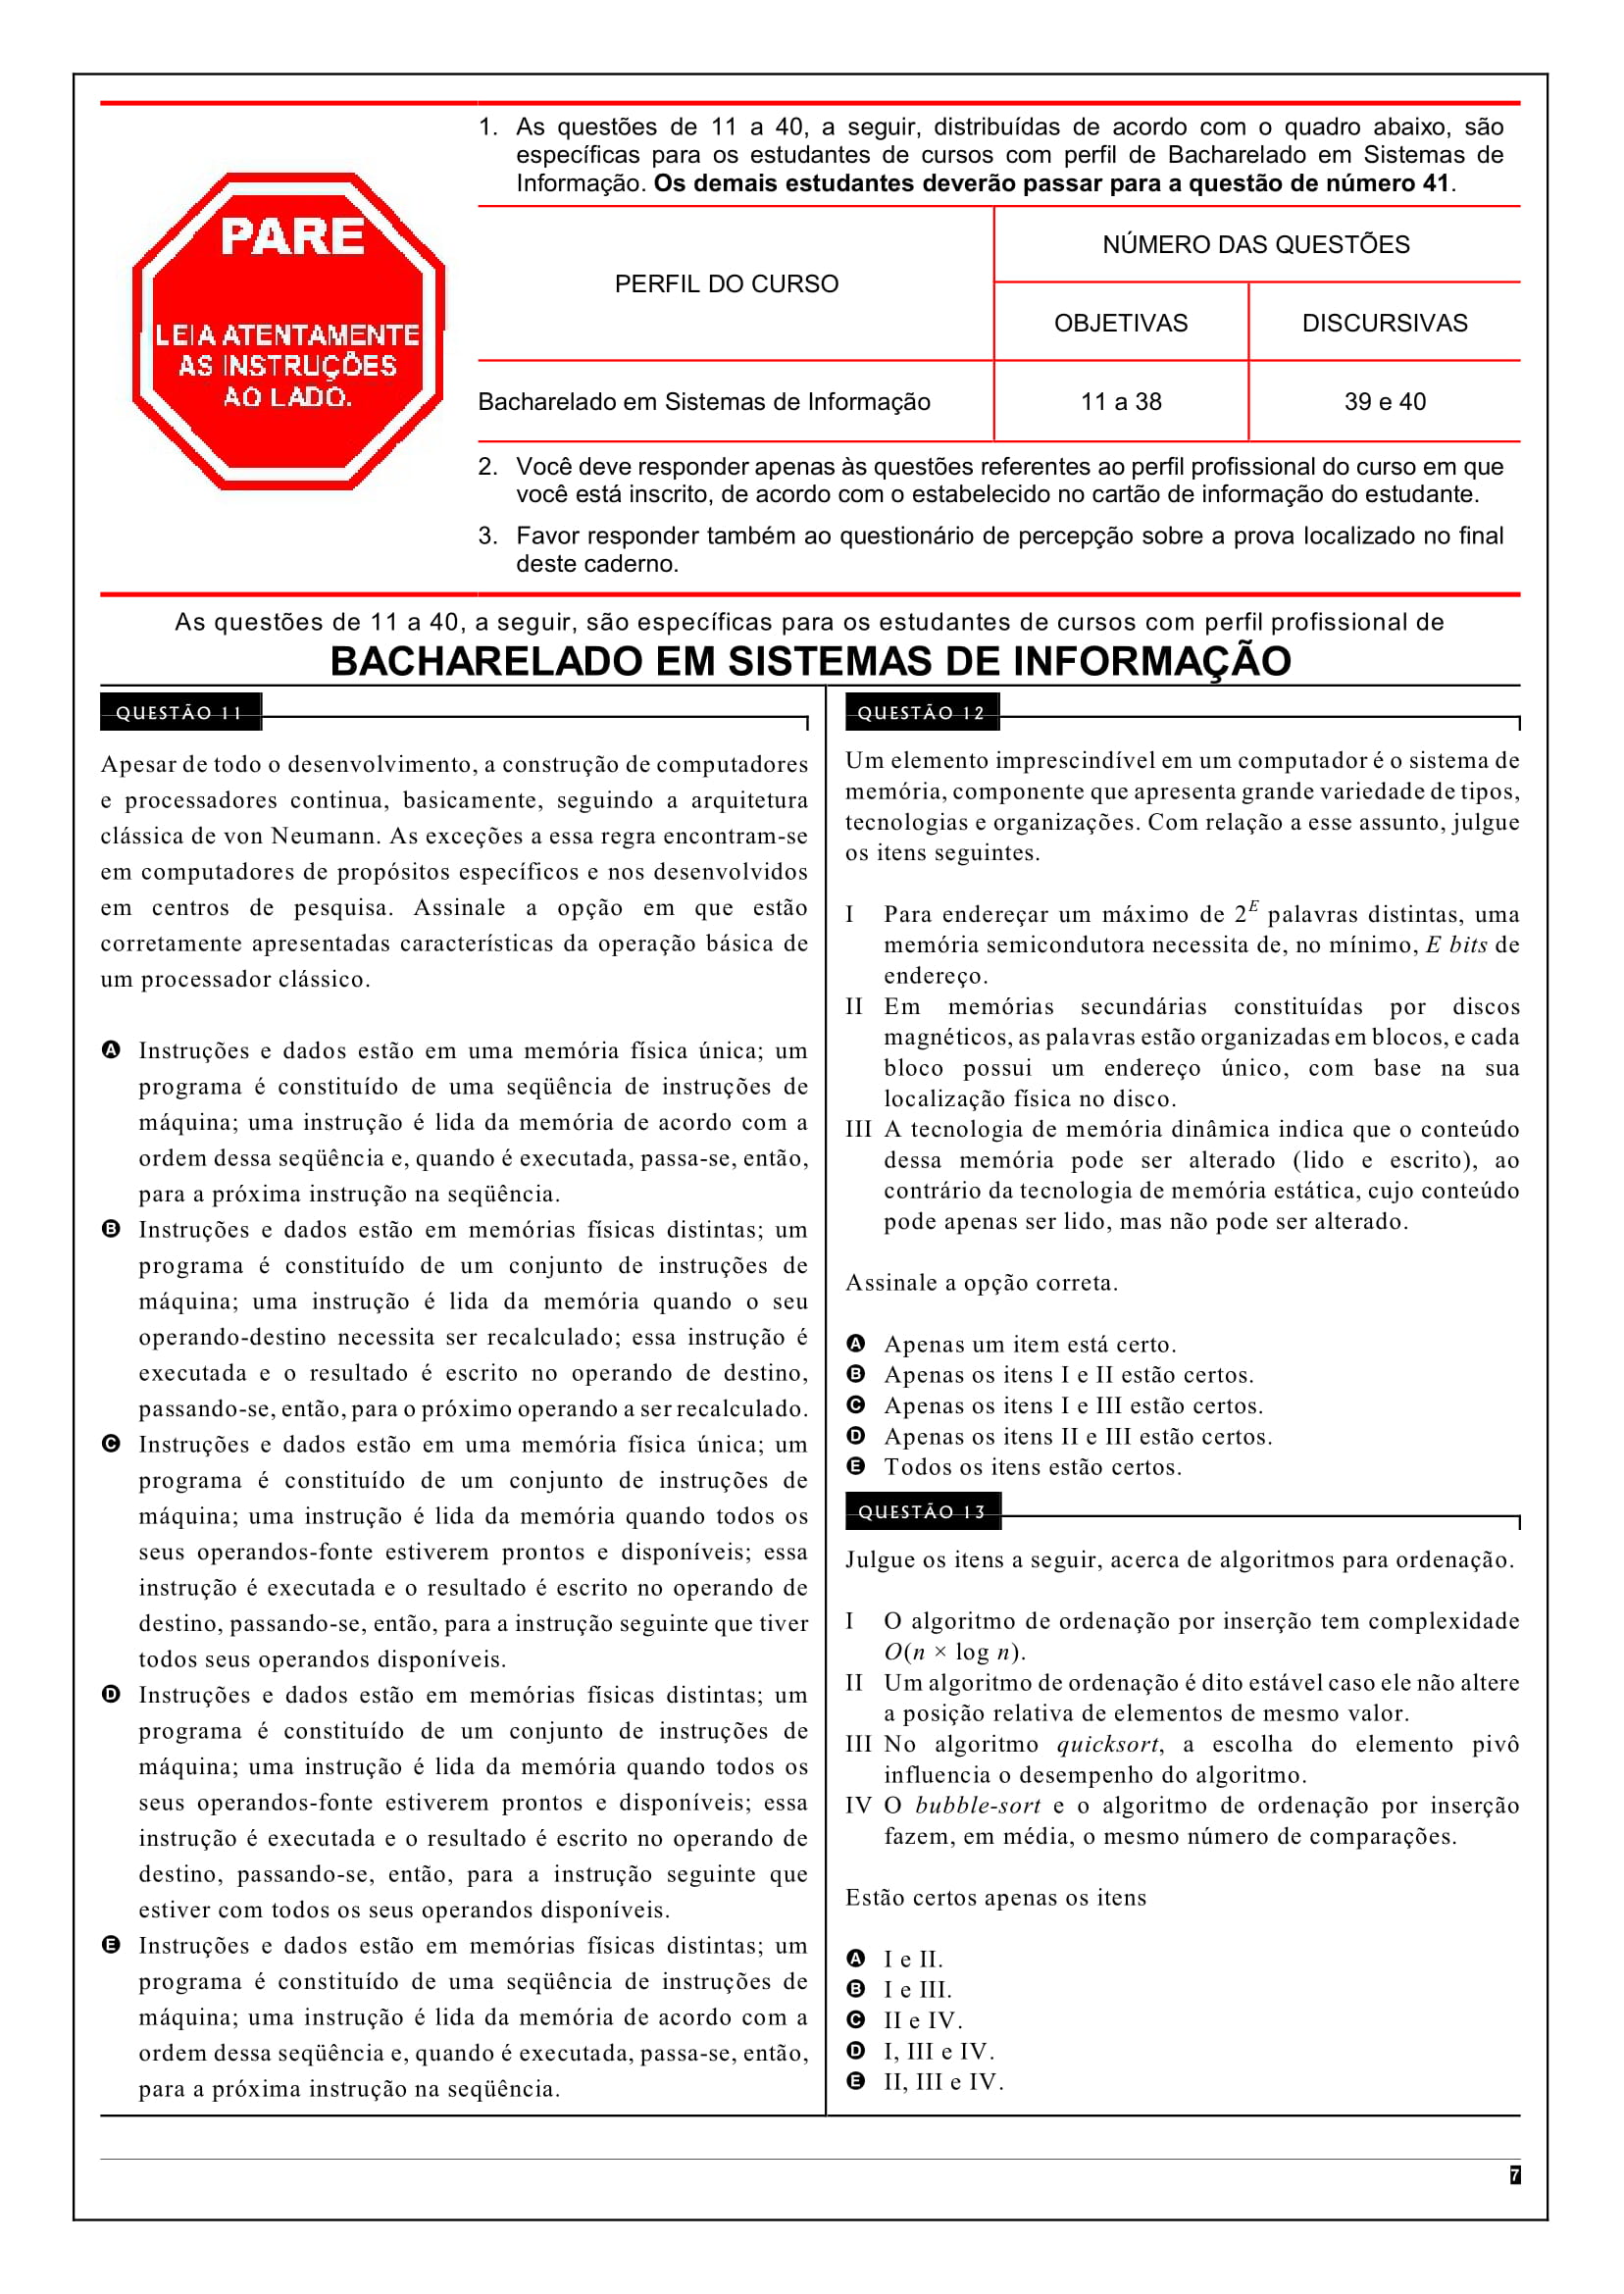 PARE
LEIA ATENTAMENTE
AS INSTRUÇÕES
AO LADO.
1. As questões de 11 a 40, a seguir, distribuídas de acordo com o quadro abaixo, são
específicas para os estudantes de cursos com perfil de Bacharelado em Sistemas de
Informação. Os demais estudantes deverão passar para a questão de número 41.
PERFIL DO CURSO
NÚMERO DAS QUESTÕES
OBJETIVAS
DISCURSIVAS
Bacharelado em Sistemas de Informação
11 a 38
39 e 40
2. Você deve responder apenas às questões referentes ao perfil profissional do curso em que
você está inscrito, de acordo com o estabelecido no cartão de informação do estudante.
3. Favor responder também ao questionário de percepção sobre a prova localizado no final
deste caderno.
As questões de 11 a 40, a seguir, são específicas para os estudantes de cursos com perfil profissional de
BACHARELADO EM SISTEMAS DE INFORMAÇÃO
QUESTÃO 11
Apesar de todo o desenvolvimento, a construção de computadores
e processadores continua, basicamente, seguindo a arquitetura
clássica de von Neumann. As exceções a essa regra encontram-se
em computadores de propósitos específicos e nos desenvolvidos
em centros de pesquisa. Assinale a opção em que estão
corretamente apresentadas características da operação básica de
um processador clássico.
A Instruções e dados estão em uma memória física única; um
programa é constituído de uma seqüência de instruções de
máquina; uma instrução é lida da memória de acordo com a
ordem dessa seqüência e, quando é executada, passa-se, então,
para a próxima instrução na seqüência.
B Instruções e dados estão em memórias físicas distintas; um
programa é constituído de um conjunto de instruções de
máquina; uma instrução é lida da memória quando o seu
operando-destino necessita ser recalculado; essa instrução é
executada e o resultado é escrito no operando de destino,
passando-se, então, para o próximo operando a ser recalculado.
C Instruções e dados estão em uma memória física única; um
programa é constituído de um conjunto de instruções de
máquina; uma instrução é lida da memória quando todos os
seus operandos-fonte estiverem prontos e disponíveis; essa
instrução é executada e o resultado é escrito no operando de
destino, passando-se, então, para a instrução seguinte que tiver
todos seus operandos disponíveis.
D Instruções e dados estão em memórias físicas distintas; um
programa é constituído de um conjunto de instruções de
máquina; uma instrução é lida da memória quando todos os
seus operandos-fonte estiverem prontos e disponíveis; essa
instrução é executada e o resultado é escrito no operando de
destino, passando-se, então, para a instrução seguinte que
estiver com todos os seus operandos disponíveis.
E Instruções e dados estão em memórias físicas distintas; um
programa é constituído de uma seqüência de instruções de
máquina; uma instrução é lida da memória de acordo com a
ordem dessa seqüência e, quando é executada, passa-se, então,
para a próxima instrução na seqüência.
QUESTÃO 12
Um elemento imprescindível em um computador é o sistema de
memória, componente que apresenta grande variedade de tipos,
tecnologias e organizações. Com relação a esse assunto, julgue
os itens seguintes.
I Para endereçar um máximo de 2^E palavras distintas, uma
memória semicondutora necessita de, no mínimo, E bits de
endereço.
II Em memórias secundárias constituídas por discos
magnéticos, as palavras estão organizadas em blocos, e cada
bloco possui um endereço único, com base na sua
localização física no disco.
III A tecnologia de memória dinâmica indica que o conteúdo
dessa memória pode ser alterado (lido e escrito), ao
contrário da tecnologia de memória estática, cujo conteúdo
pode apenas ser lido, mas não pode ser alterado.
Assinale a opção correta.
A Apenas um item está certo.
B Apenas os itens I e II estão certos.
C Apenas os itens I e III estão certos.
D Apenas os itens II e III estão certos.
E Todos os itens estão certos.
QUESTÃO 13
Julgue os itens a seguir, acerca de algoritmos para ordenação.
I O algoritmo de ordenação por inserção tem complexidade
O(n × log n).
II Um algoritmo de ordenação é dito estável caso ele não altere
a posição relativa de elementos de mesmo valor.
III No algoritmo quicksort, a escolha do elemento pivô
influencia o desempenho do algoritmo.
IV O bubble-sort e o algoritmo de ordenação por inserção
fazem, em média, o mesmo número de comparações.
Estão certos apenas os itens
A I e II.
B I e III.
C II e IV.
D I, III e IV.
E II, III e IV.
7